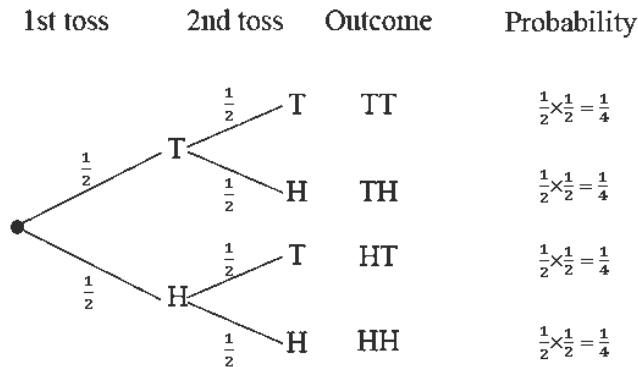 1st toss 2nd toss Outcome Probability
1/2 T TT 1/2×1/2=1/4
T
1/2
1/2 H TH 1/2×1/2=1/4
1/2 T HT 1/2×1/2=1/4
1/2
H
1/2 H HH 1/2×1/2=1/4